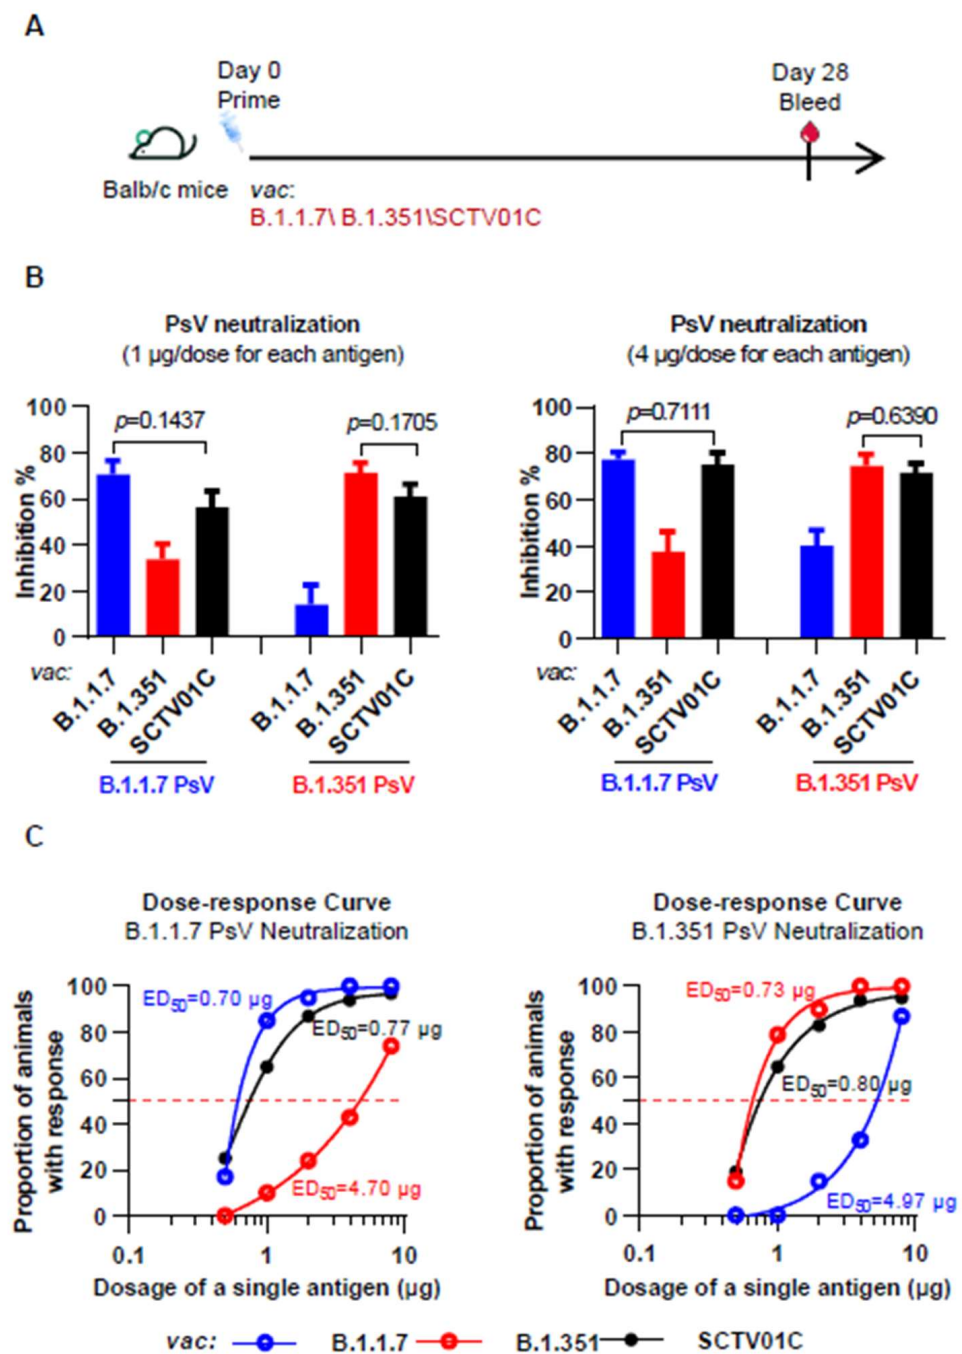 A
Day 0
Prime
Day 28
Bleed
Balb/c mice
vac:
B.1.1.7\ B.1.351\SCTV01C
B
PsV neutralization
(1 µg/dose for each antigen)
Inhibition %
100
80
60
40
20
0
p=0.1437
p=0.1705
vac:
B.1.1.7
B.1.351
SCTV01C
B.1.1.7
B.1.351
SCTV01C
B.1.1.7 PsV
B.1.351 PsV
PsV neutralization
(4 µg/dose for each antigen)
Inhibition %
100
80
60
40
20
0
p=0.7111
p=0.6390
vac:
B.1.1.7
B.1.351
SCTV01C
B.1.1.7
B.1.351
SCTV01C
B.1.1.7 PsV
B.1.351 PsV
C
Dose-response Curve
B.1.1.7 PsV Neutralization
Proportion of animals
with response
100
80
60
40
20
0
ED50=0.70 µg
ED50=0.77 µg
ED50=4.70 µg
0.1
1
10
Dosage of a single antigen (µg)
Dose-response Curve
B.1.351 PsV Neutralization
Proportion of animals
with response
100
80
60
40
20
0
ED50=0.73 µg
ED50=0.80 µg
ED50=4.97 µg
0.1
1
10
Dosage of a single antigen (µg)
vac: B.1.1.7 B.1.351 SCTV01C